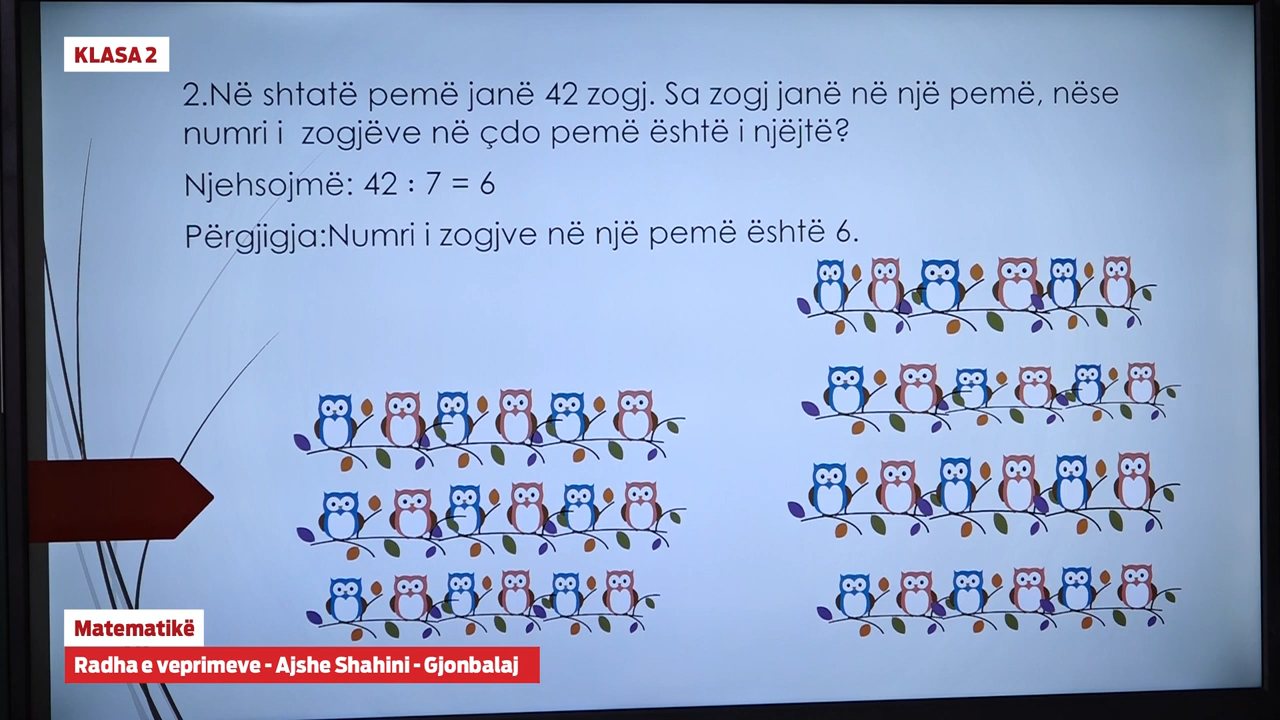 KLASA 2
2.Në shtatë pemë janë 42 zogj. Sa zogj janë në një pemë, nëse
numri i zogjëve në çdo pemë është i njëjtë?
Njehsojmë: 42 : 7 = 6
Përgjigja:Numri i zogjve në një pemë është 6.
Matematikë
Radha e veprimeve - Ajshe Shahini - Gjonbalaj